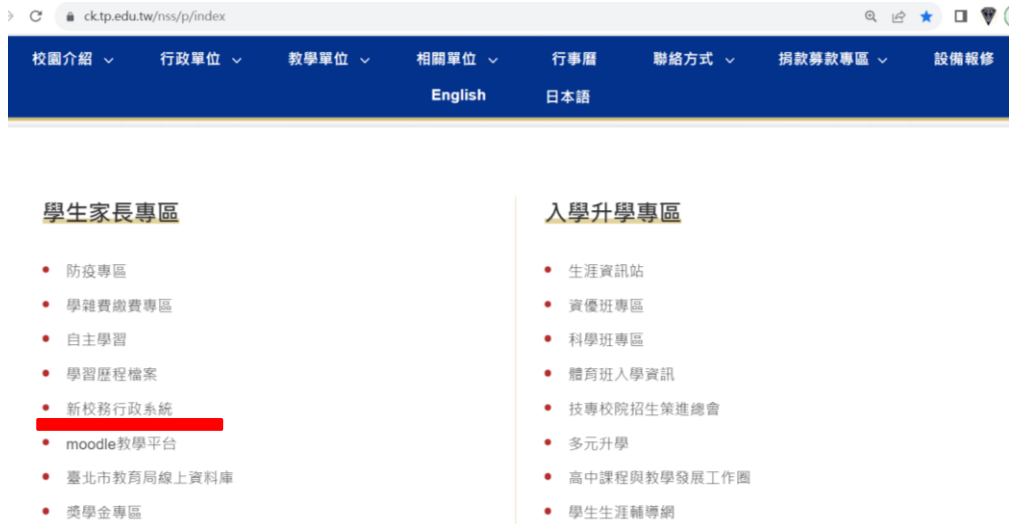 ck.tp.edu.tw/nss/p/index
校園介紹 行政單位 教學單位 相關單位 行事曆 聯絡方式 捐款募款專區 設備報修
English 日本語
學生家長專區
防疫專區
學雜費繳費專區
自主學習
學習歷程檔案
新校務行政系統
moodle教學平台
臺北市教育局線上資料庫
獎學金專區
入學升學專區
生涯資訊站
資優班專區
科學班專區
體育班入學資訊
技專校院招生策進總會
多元升學
高中課程與教學發展工作圈
學生生涯輔導網